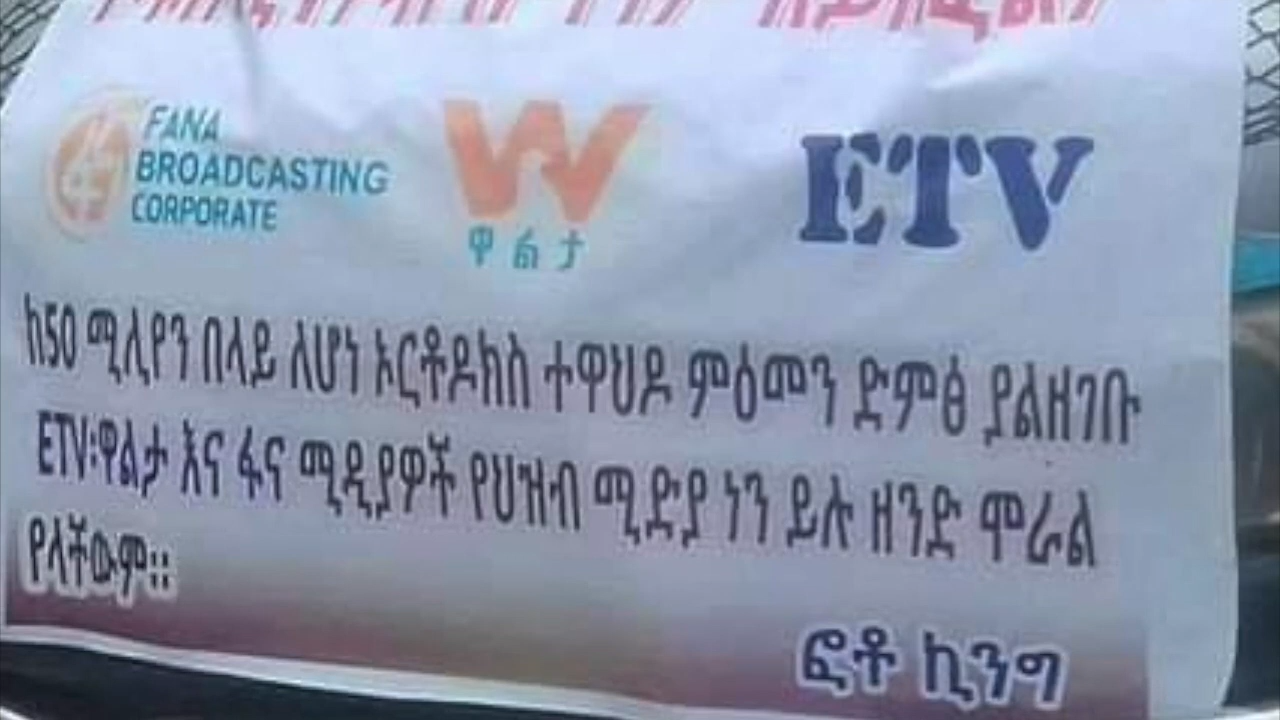 FANA
BROADCASTING
CORPORATE
ዋልታ
ETV
ከ50 ሚሊየን በላይ ለሆነ ኦርቶዶክስ ተዋህዶ ምዕመን ድምፅ ያልዘገቡ
ETV፡ዋልታ እና ፋና ሚዲያዎች የህዝብ ሚድያ ነን ይሉ ዘንድ ሞራል
የላቸውም።
ፎቶ ኪንግ